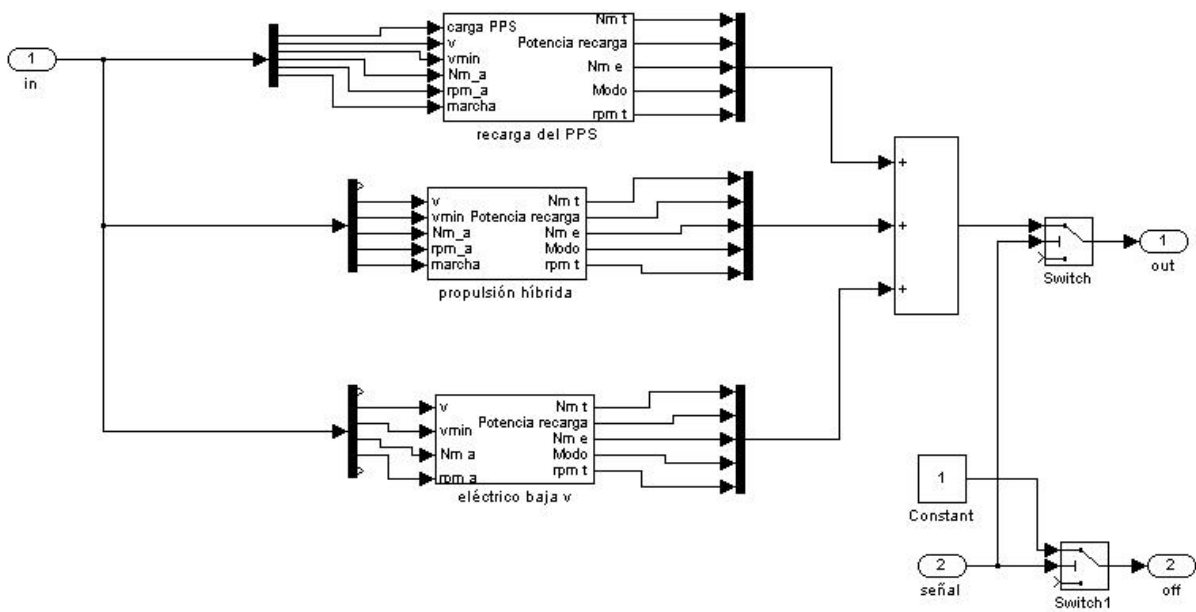 1
in
carga PPS
v
vmin
Nm_a
rpm_a
marcha
Nm t
Potencia recarga
Nm e
Modo
rpm t
recarga del PPS
v
vmin
Nm_a
rpm_a
marcha
Nm t
Potencia recarga
Nm e
Modo
rpm t
propulsión híbrida
v
vmin
Nm a
rpm a
Nm t
Potencia recarga
Nm e
Modo
rpm t
eléctrico baja v
+
+
+
Switch
1
out
1
Constant
2
señal
Switch1
2
off